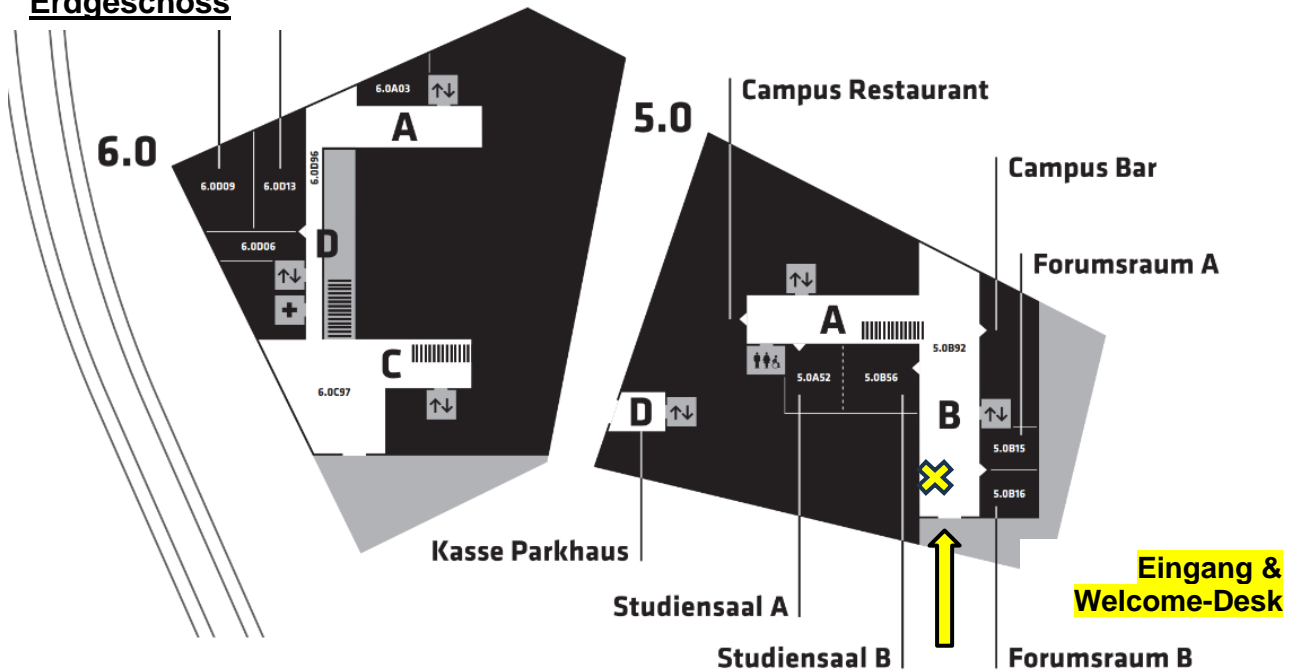 Erdgeschoss
6.0
6.0A03
A
6.0D96
6.0D09
6.0D13
D
6.0D06
C
6.0C97
5.0
Campus Restaurant
Campus Bar
Forumsraum A
A
5.0B92
5.0A52
5.0B56
D
B
5.0B15
5.0B16
Kasse Parkhaus
Eingang &
Welcome-Desk
Studiensaal A
Studiensaal B
Forumsraum B